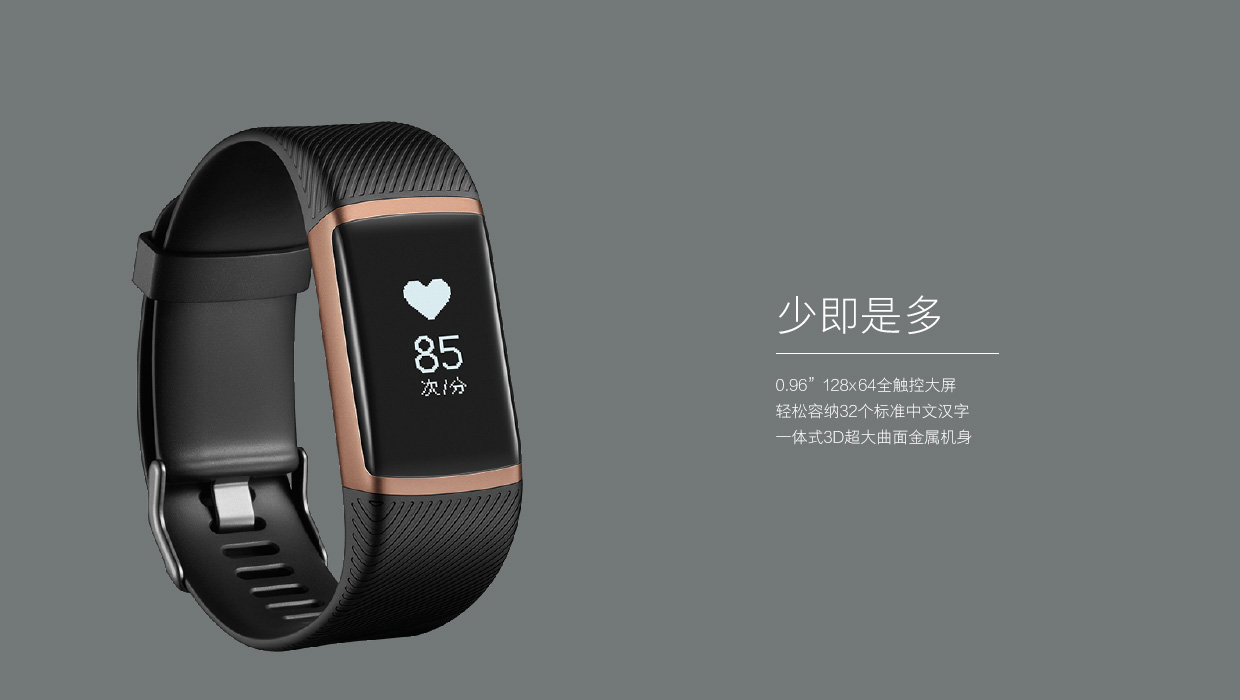 85
次/分
少即是多
0.96” 128x64全触控大屏
轻松容纳32个标准中文汉字
一体式3D超大曲面金属机身